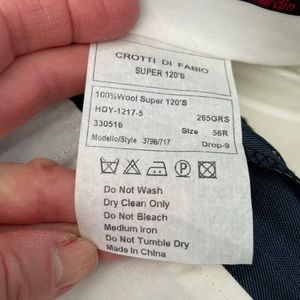 CROTTI DI FABIO
SUPER 120'S
100%Wool Super 120'S
HDY-1217-5 265GRS
330516 Size 56R
Modello/Style 3798/717 Drop-9
Do Not Wash
Dry Clean Only
Do Not Bleach
Medium Iron
Do Not Tumble Dry
Made In China